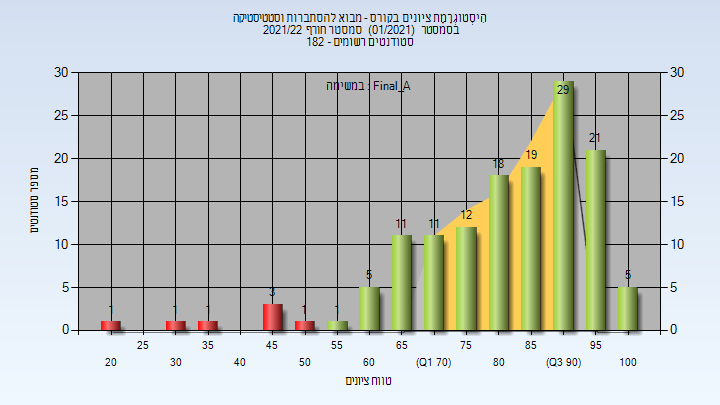 היסטוגרמת ציונים בקורס - מבוא להסתברות וסטטיסטיקה
בסמסטר (01/2021) סמסטר חורף 2021/22
סטודנטים רשומים - 182
במשימה : Final_A
מספר סטודנטים
30 25 20 15 10 5 0
30 25 20 15 10 5 0
1 1 1 3 1 1 5 11 11 12 18 19 29 21 5
25 35 45 55 65 75 85 95
20 30 40 50 60 (Q1 70) 80 (Q3 90) 100
טווח ציונים